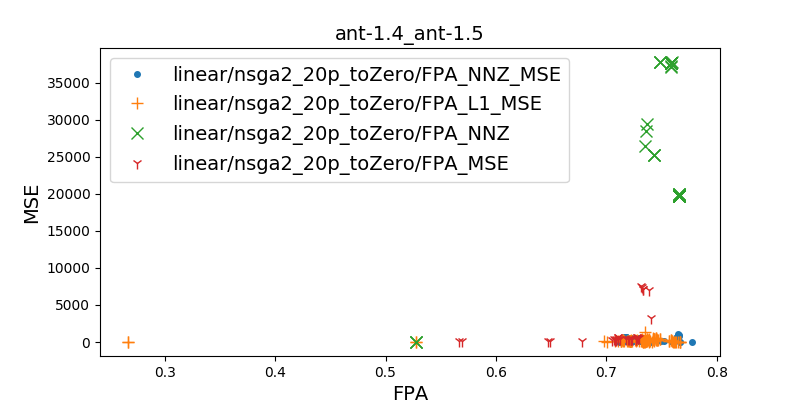 ant-1.4_ant-1.5
linear/nsga2_20p_toZero/FPA_NNZ_MSE
linear/nsga2_20p_toZero/FPA_L1_MSE
linear/nsga2_20p_toZero/FPA_NNZ
linear/nsga2_20p_toZero/FPA_MSE
MSE
35000
30000
25000
20000
15000
10000
5000
0
0.3 0.4 0.5 0.6 0.7 0.8
FPA